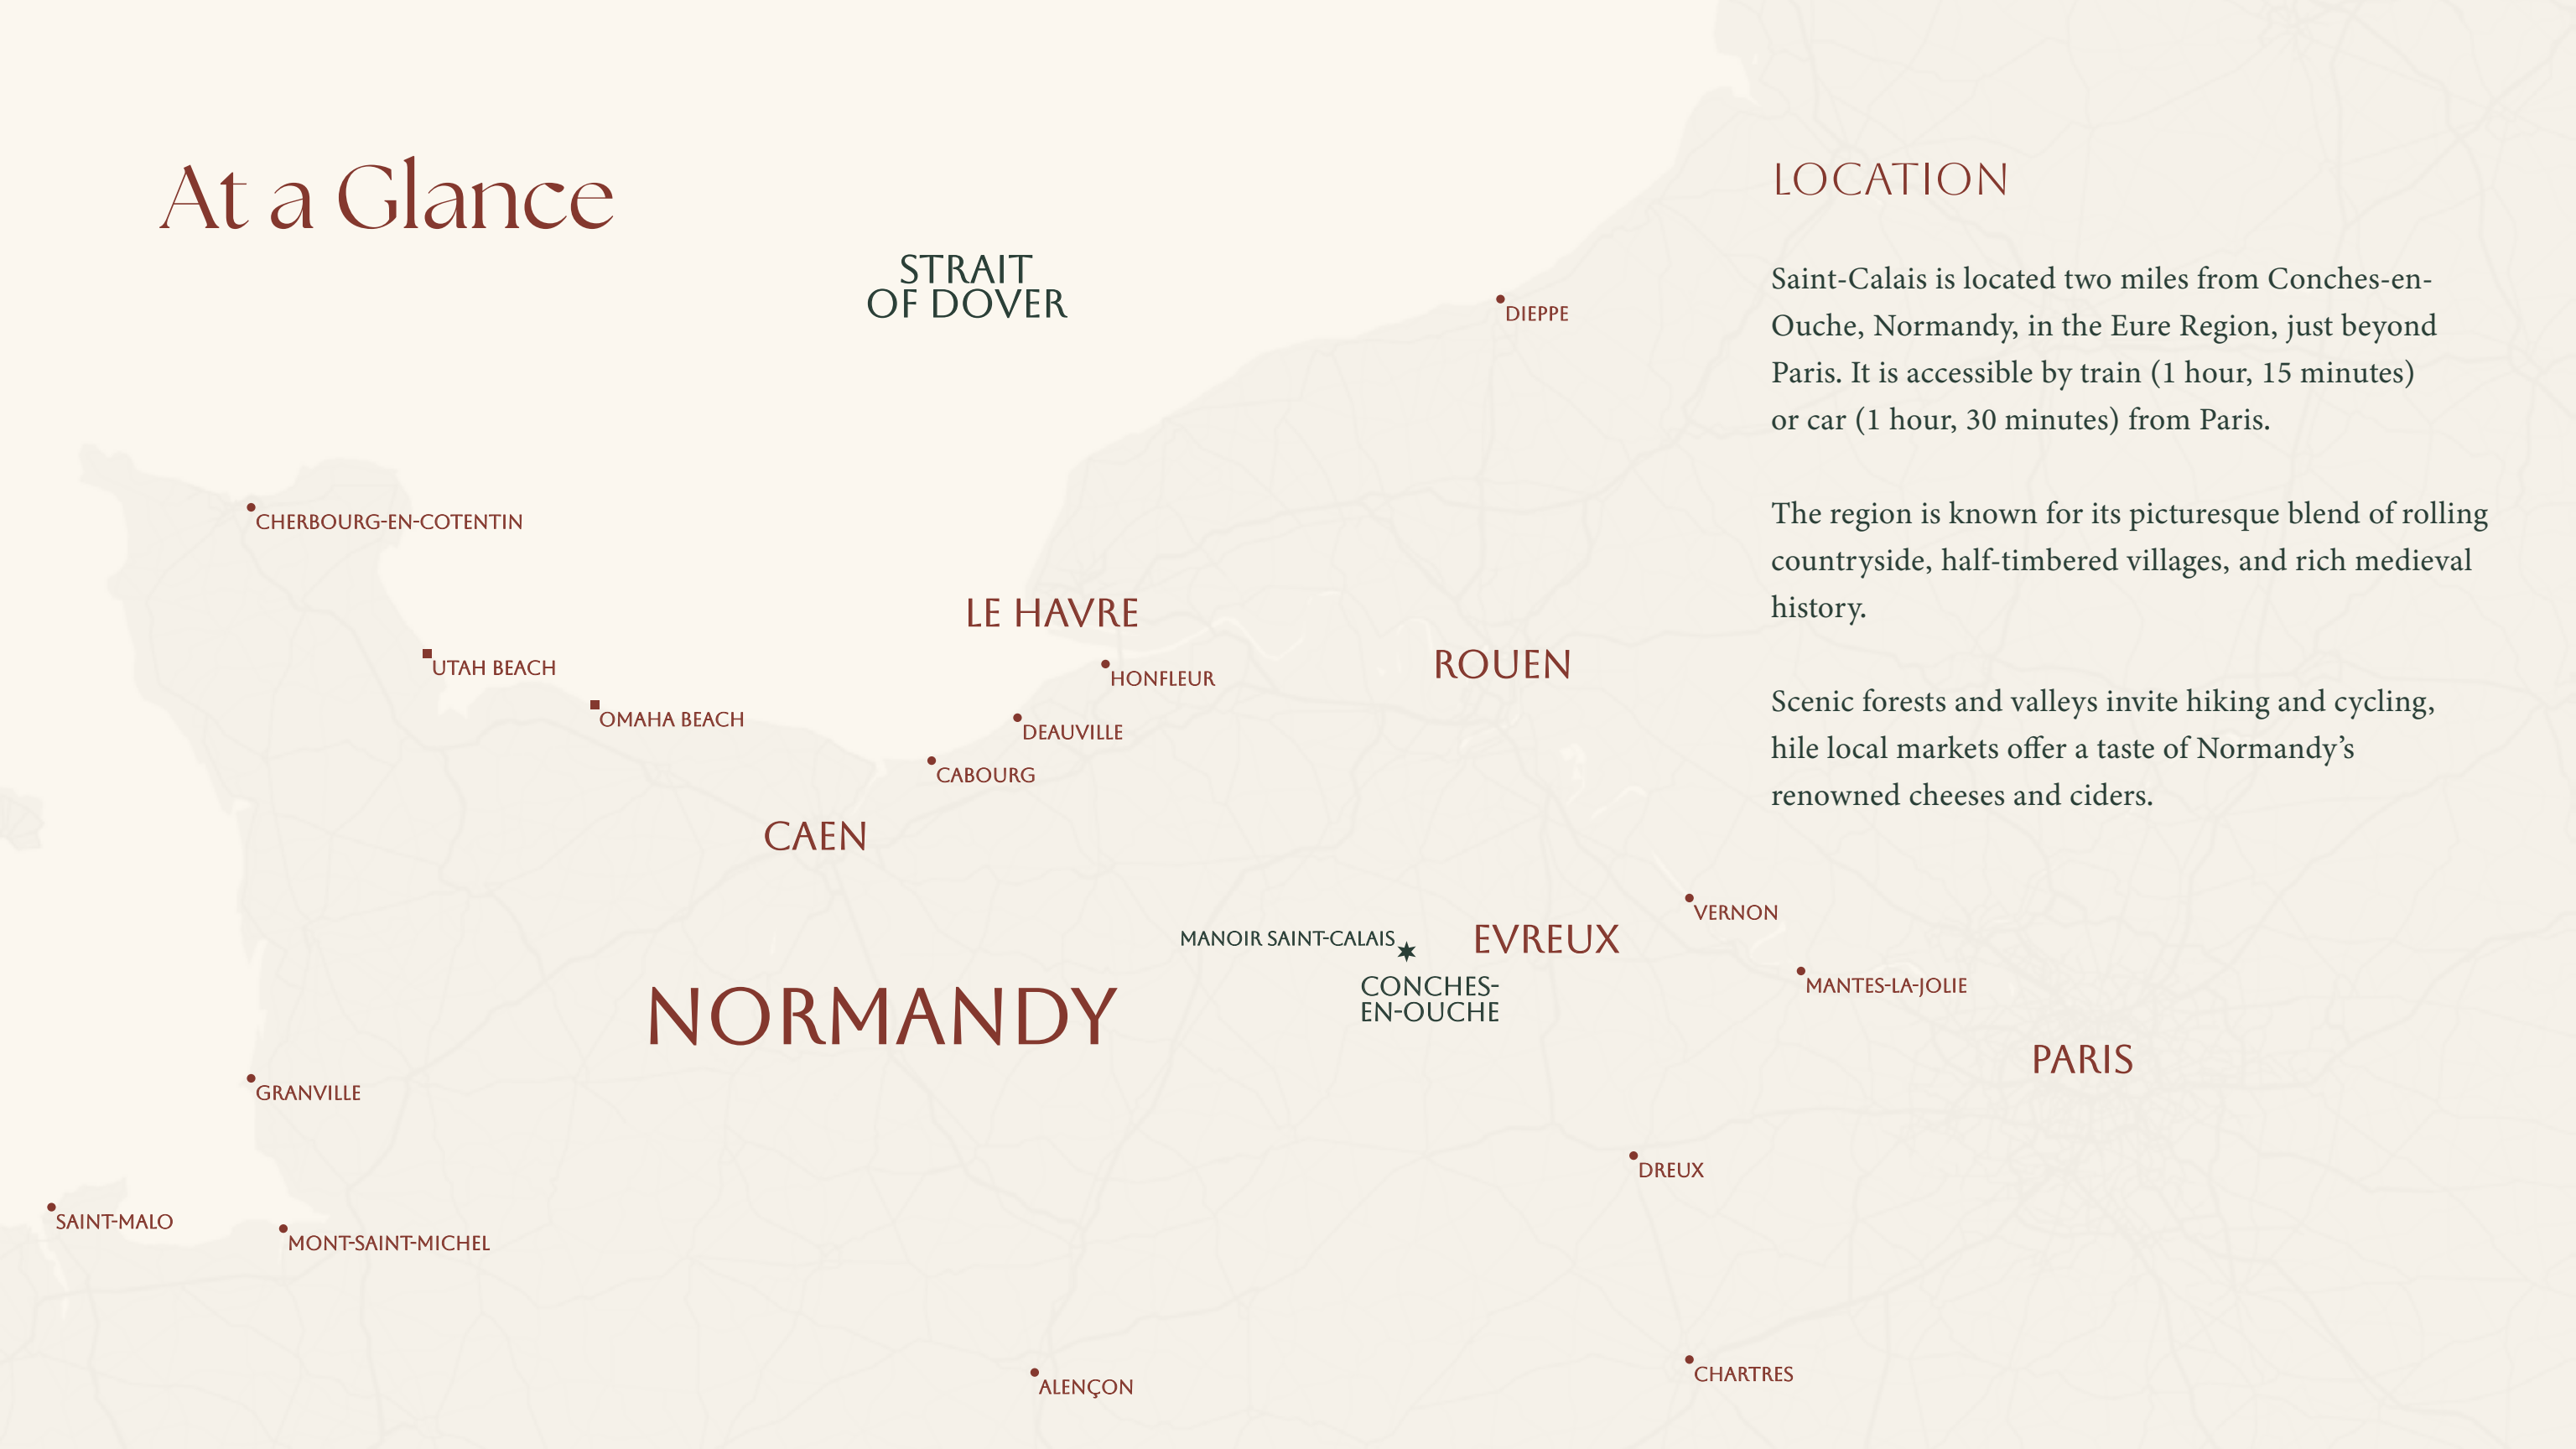 At a Glance
STRAIT
OF DOVER
DIEPPE
CHERBOURG-EN-COTENTIN
LE HAVRE
UTAH BEACH
HONFLEUR
ROUEN
OMAHA BEACH
DEAUVILLE
CABOURG
CAEN
VERNON
MANOIR SAINT-CALAIS
EVREUX
CONCHES-
EN-OUCHE
MANTES-LA-JOLIE
NORMANDY
PARIS
GRANVILLE
DREUX
SAINT-MALO
MONT-SAINT-MICHEL
CHARTRES
ALENÇON
LOCATION
Saint-Calais is located two miles from Conches-en-
Ouche, Normandy, in the Eure Region, just beyond
Paris. It is accessible by train (1 hour, 15 minutes)
or car (1 hour, 30 minutes) from Paris.
The region is known for its picturesque blend of rolling
countryside, half-timbered villages, and rich medieval
history.
Scenic forests and valleys invite hiking and cycling,
hile local markets offer a taste of Normandy’s
renowned cheeses and ciders.